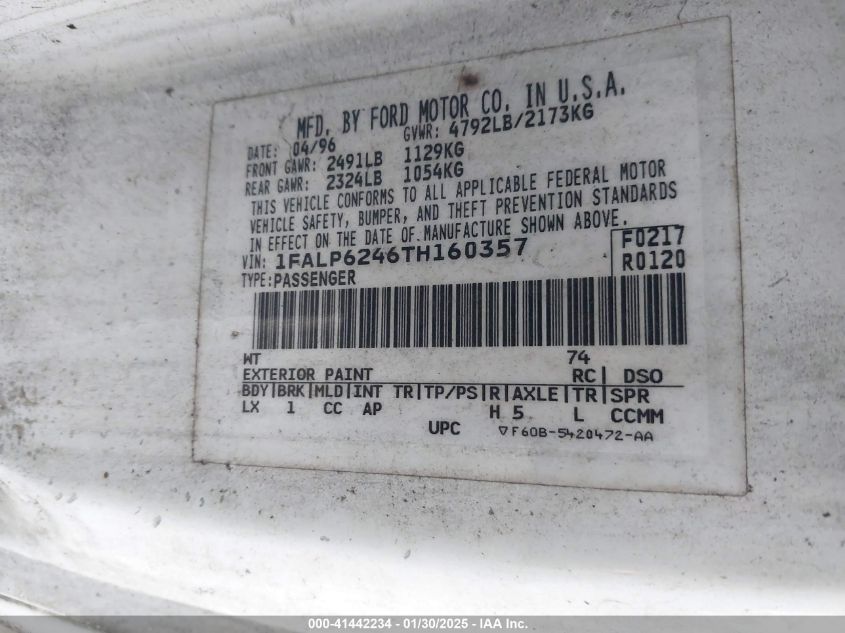 MFD. BY FORD MOTOR CO. IN U.S.A.
DATE: 04/96 GVWR: 4792LB/2173KG
FRONT GAWR: 2491LB 1129KG
REAR GAWR: 2324LB 1054KG
THIS VEHICLE CONFORMS TO ALL APPLICABLE FEDERAL MOTOR
VEHICLE SAFETY, BUMPER, AND THEFT PREVENTION STANDARDS
IN EFFECT ON THE DATE OF MANUFACTURE SHOWN ABOVE.
VIN: 1FALP6246TH160357 F0217
TYPE: PASSENGER R0120
WT 74
EXTERIOR PAINT RC| DSO
BDY|BRK|MLD|INT TR|TP/PS|R|AXLE|TR|SPR
LX 1 CC AP H 5 L CCMM
UPC ▽F60B-5420472-AA
000-41442234 - 01/30/2025 - IAA Inc.